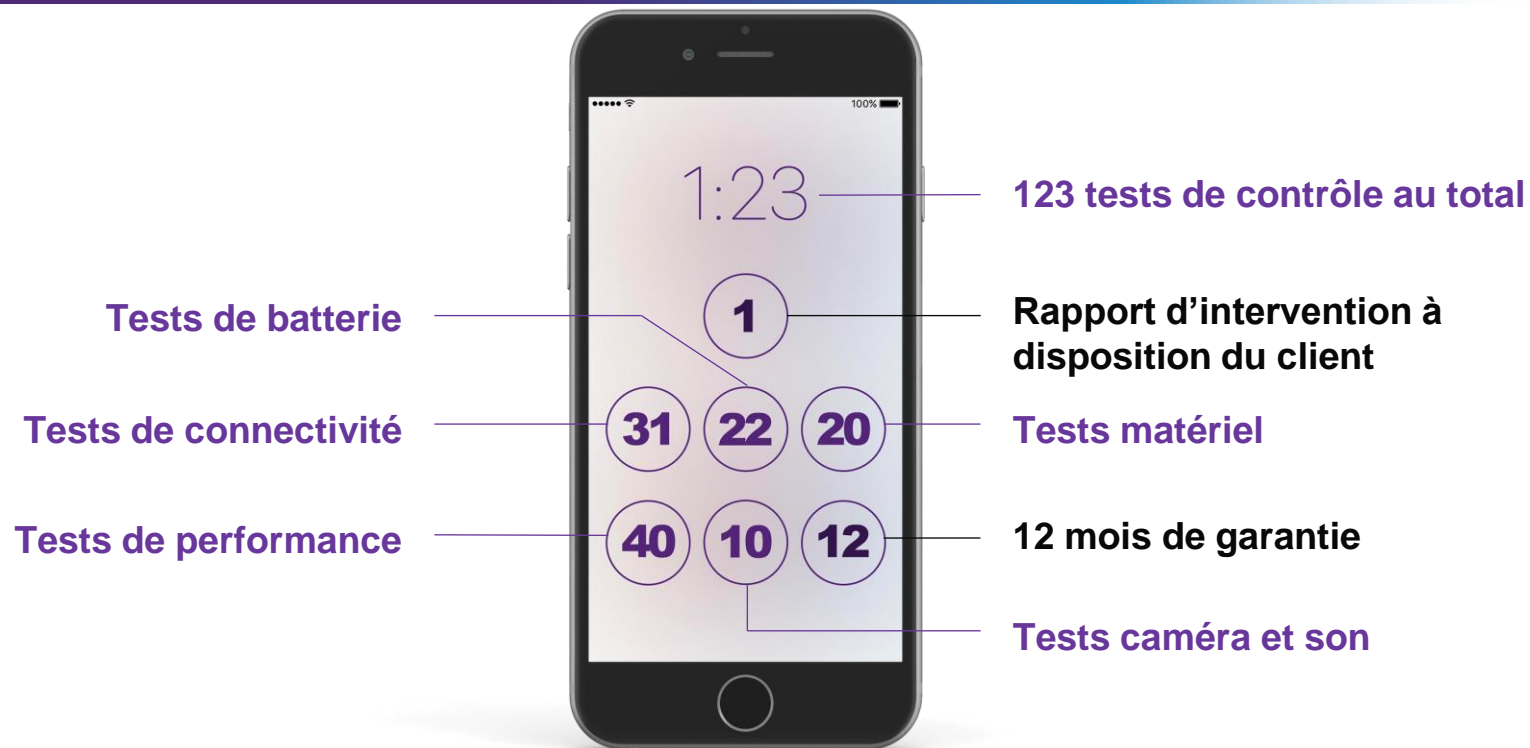 100%
1:23
123 tests de contrôle au total
1
Rapport d’intervention à
disposition du client
Tests de batterie
Tests de connectivité
31
22
20
Tests matériel
Tests de performance
40
10
12
12 mois de garantie
Tests caméra et son